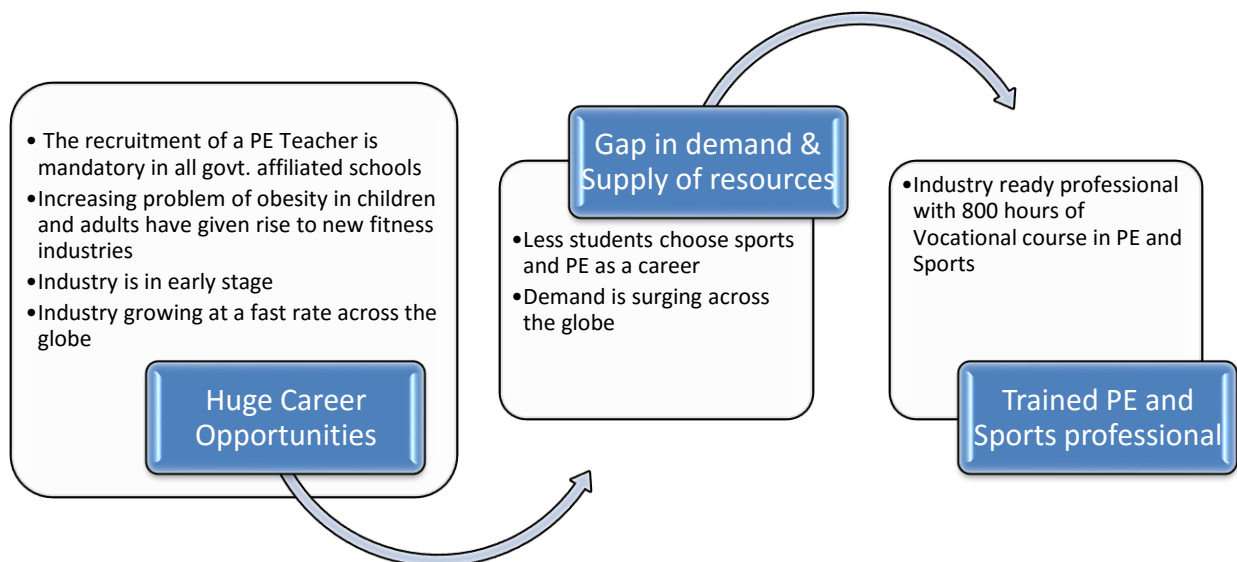 • The recruitment of a PE Teacher is
mandatory in all govt. affiliated schools
•Increasing problem of obesity in children
and adults have given rise to new fitness
industries
•Industry is in early stage
•Industry growing at a fast rate across the
globe
Huge Career
Opportunities
Gap in demand &
Supply of resources
•Less students choose sports
and PE as a career
•Demand is surging across
the globe
•Industry ready professional
with 800 hours of
Vocational course in PE and
Sports
Trained PE and
Sports professional